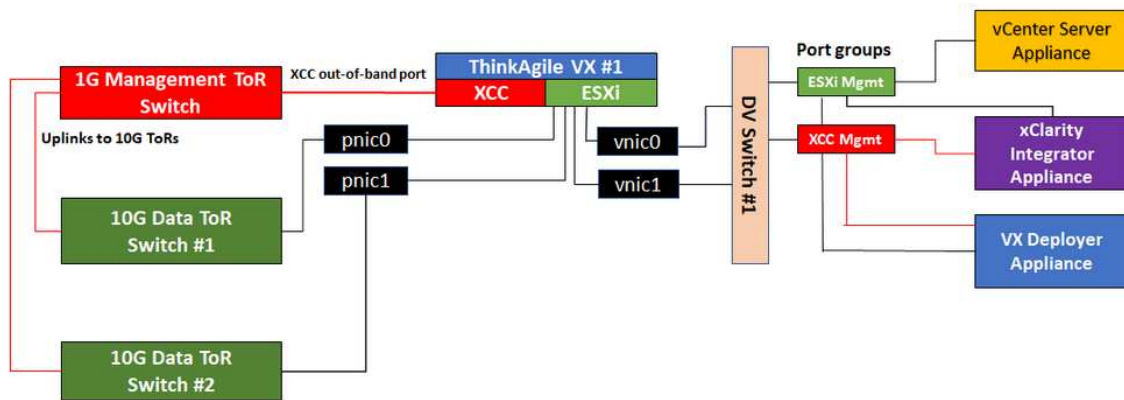 1G Management ToR
Switch
XCC out-of-band port
ThinkAgile VX #1
XCC
ESXi
Uplinks to 10G ToRs
pnic0
pnic1
vnic0
vnic1
10G Data ToR
Switch #1
10G Data ToR
Switch #2
DV Switch #1
Port groups
ESXi Mgmt
XCC Mgmt
vCenter Server
Appliance
xClarity
Integrator
Appliance
VX Deployer
Appliance